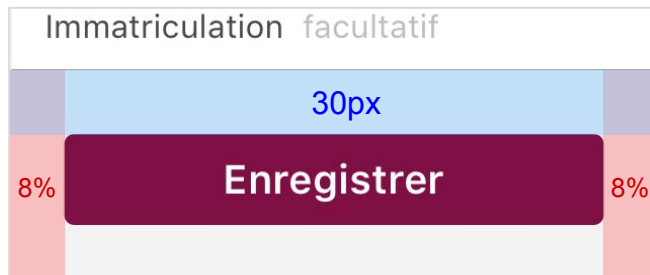 Immatriculation facultatif
30px
8% Enregistrer 8%